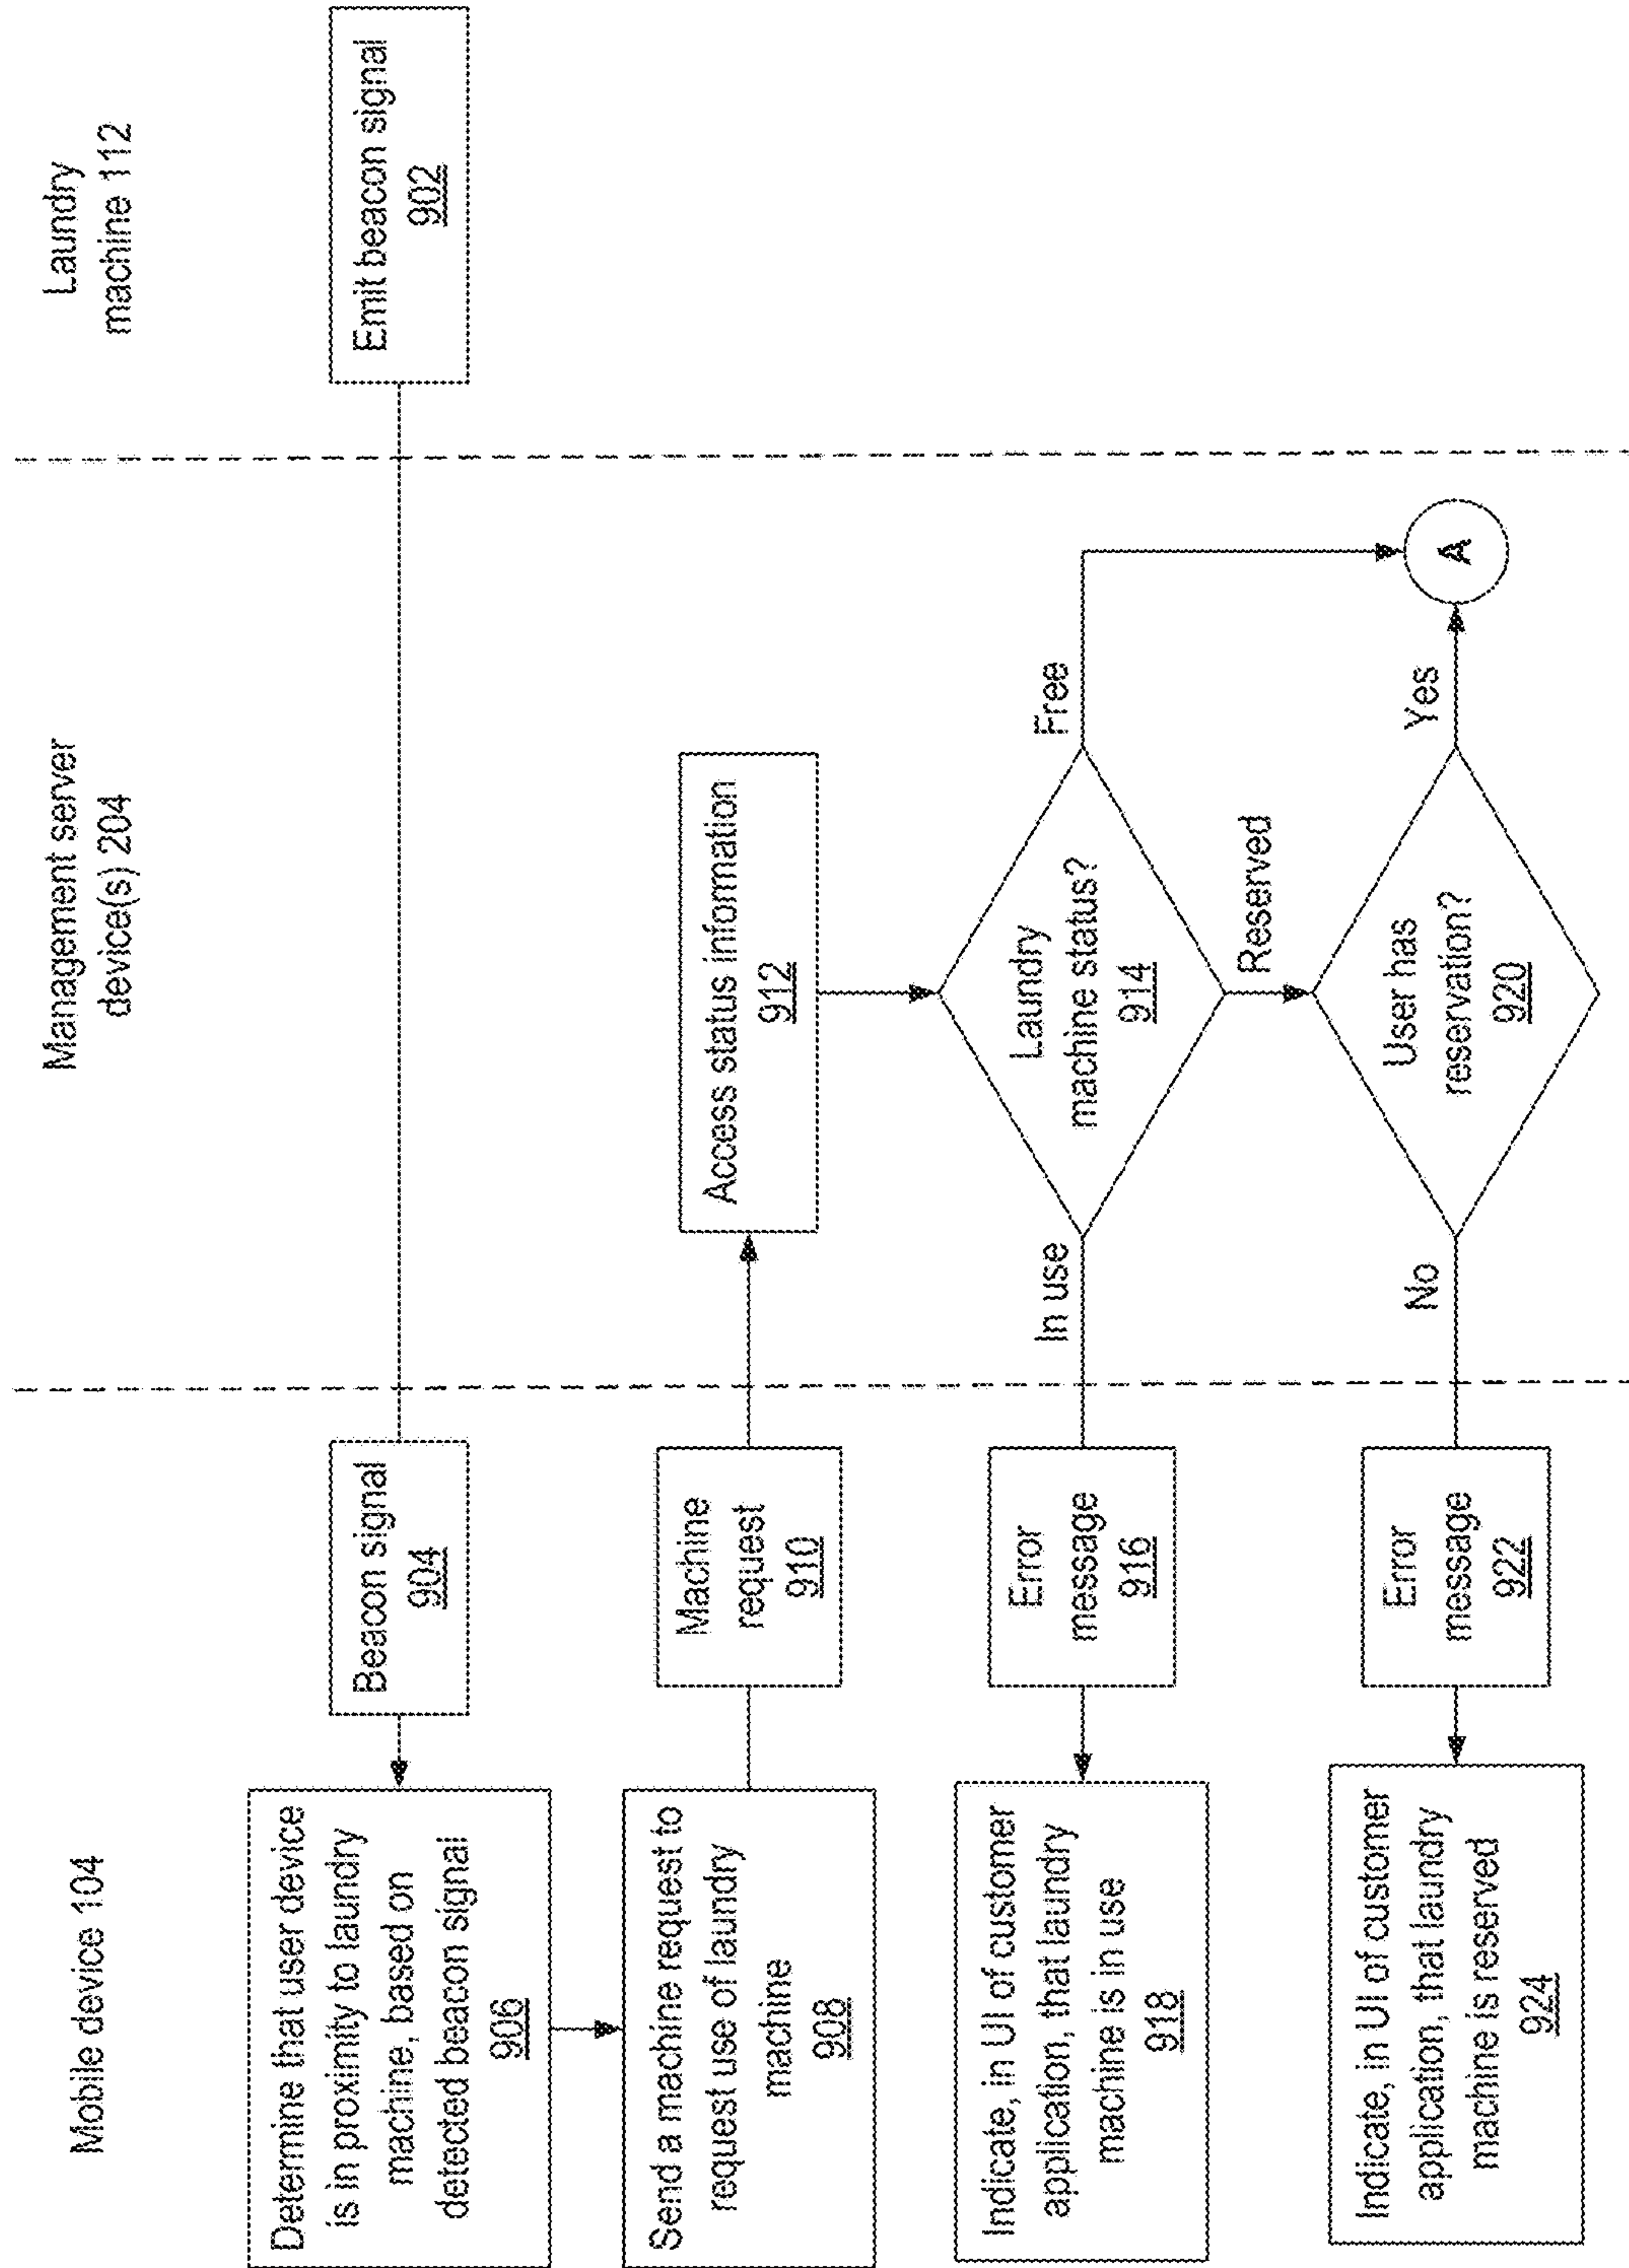 Mobile device 104
Management server
device(s) 204
Laundry
machine 112
Emit beacon signal
902
Beacon signal
904
Determine that user device
is in proximity to laundry
machine, based on
detected beacon signal
906
Send a machine request to
request use of laundry
machine
908
Machine
request
910
Access status information
912
Laundry
machine status?
914
In use
Free
Reserved
Error
message
916
Indicate, in UI of customer
application, that laundry
machine is in use
918
User has
reservation?
920
No
Yes
A
Error
message
922
Indicate, in UI of customer
application, that laundry
machine is reserved
924